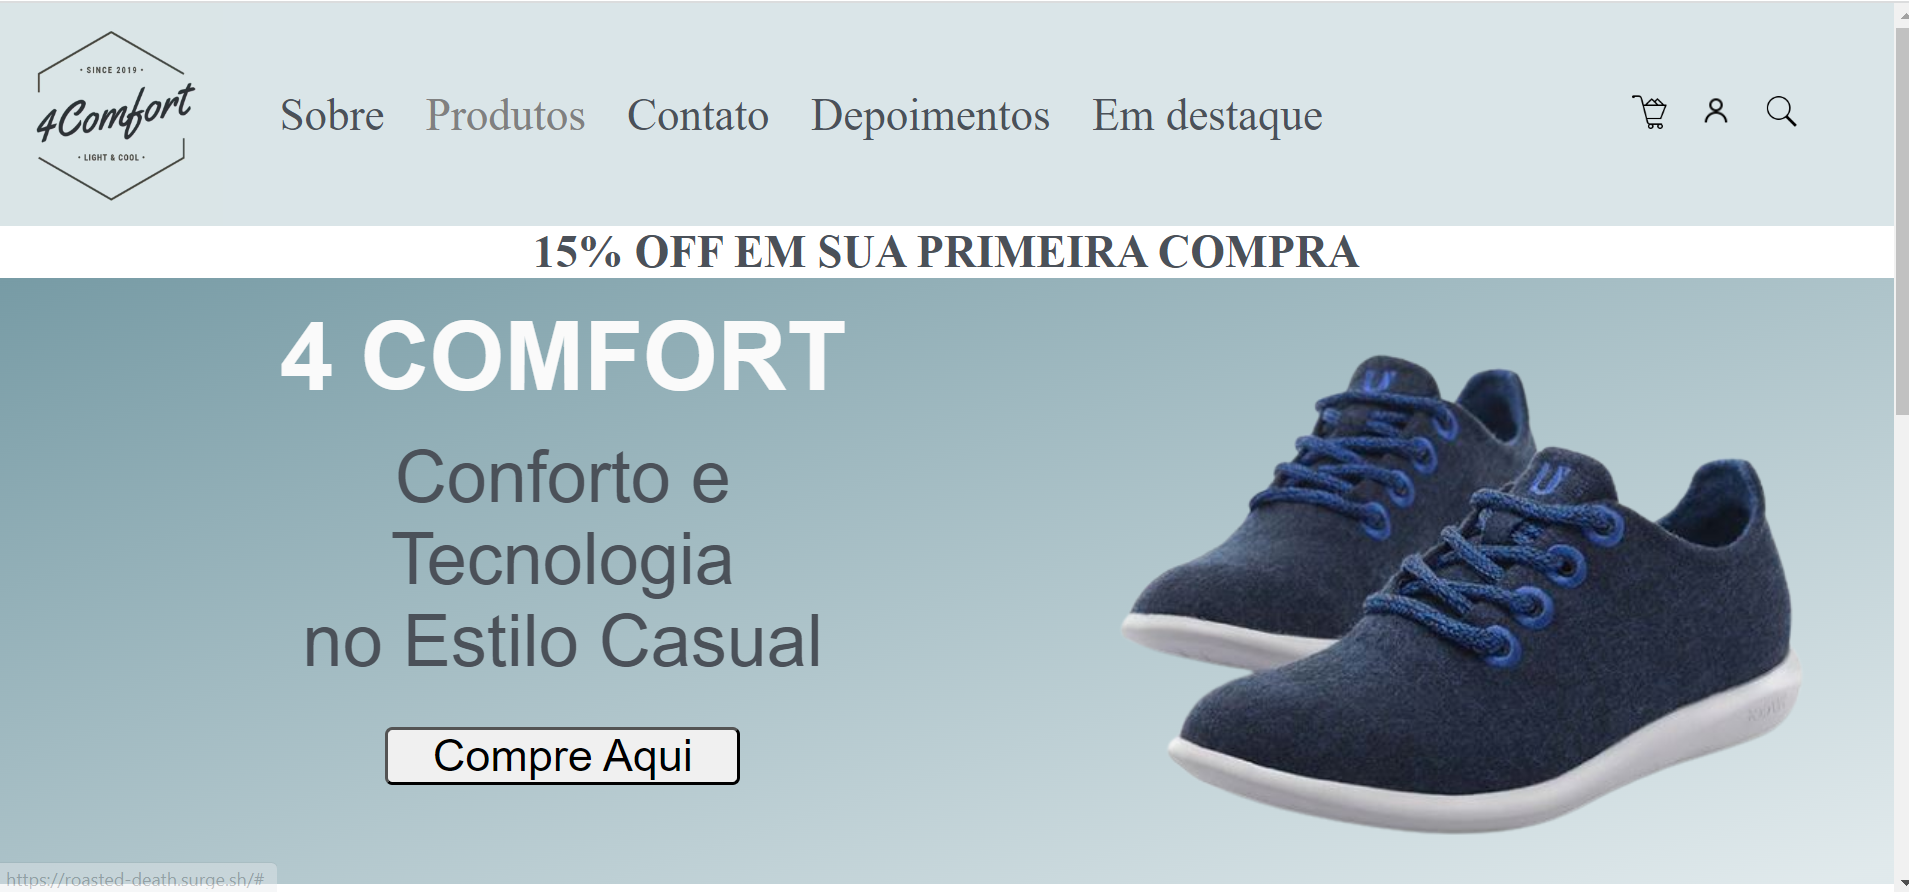 · SINCE 2019 ·
4Comfort
· LIGHT & COOL ·
Sobre Produtos Contato Depoimentos Em destaque
15% OFF EM SUA PRIMEIRA COMPRA
4 COMFORT
Conforto e
Tecnologia
no Estilo Casual
Compre Aqui
https://roasted-death.surge.sh/#